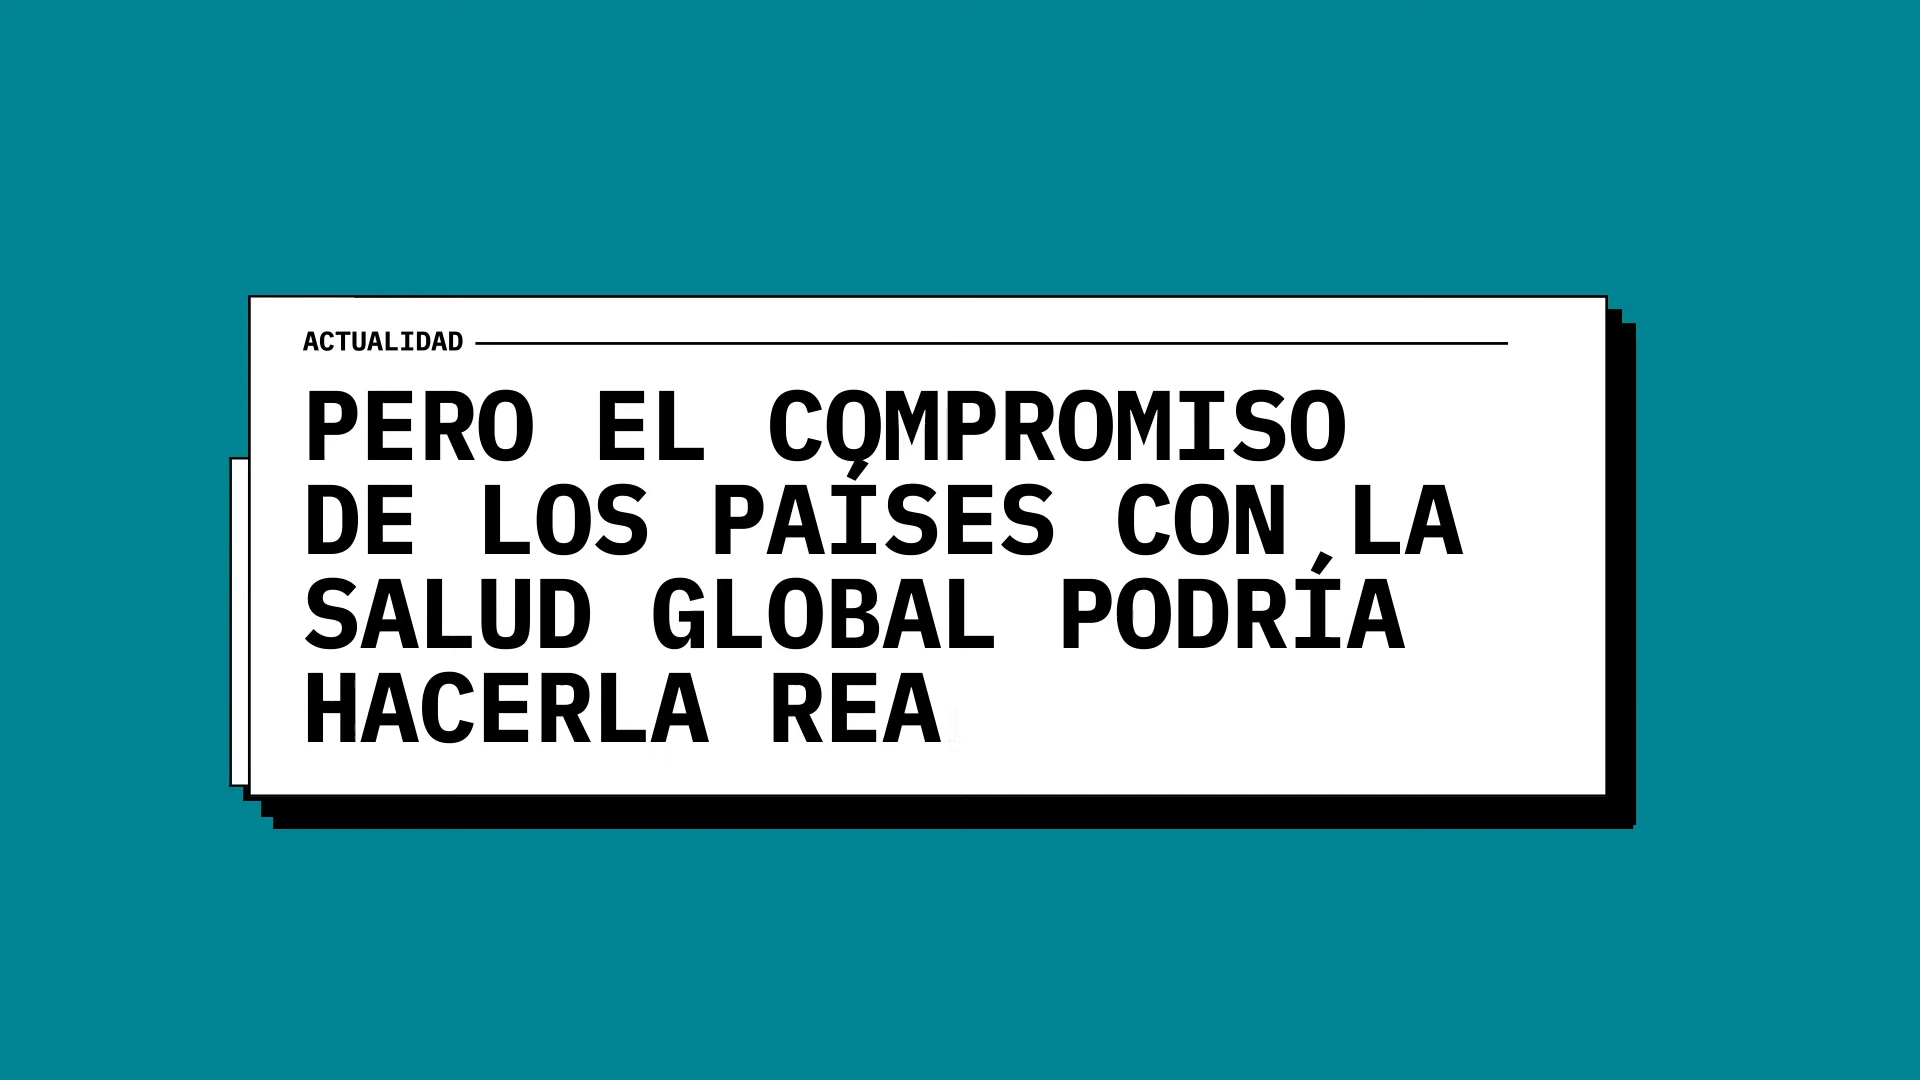 ACTUALIDAD
PERO EL COMPROMISO
DE LOS PAÍSES CON LA
SALUD GLOBAL PODRÍA
HACERLA REA